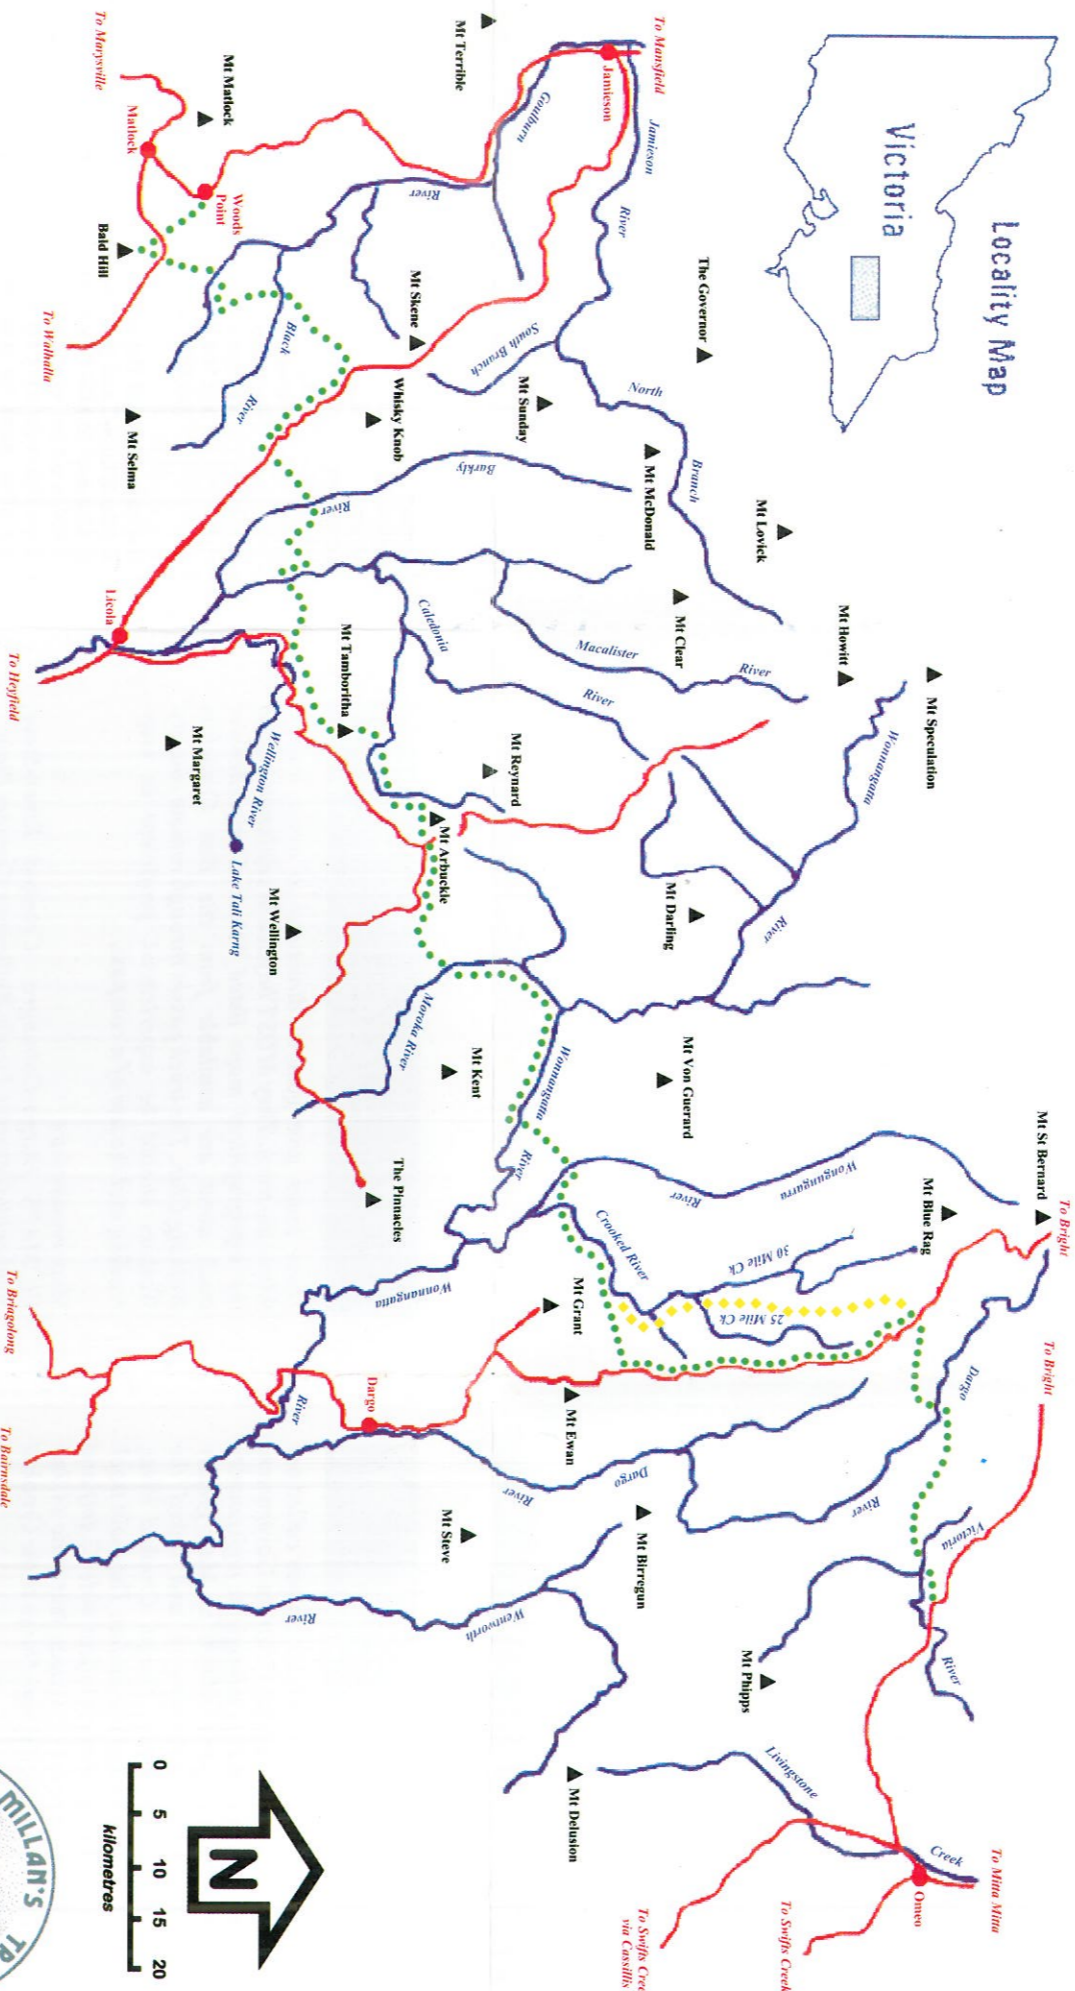 Locality Map
Victoria
To Bright
To Bright
Mt St Bernard
To Mitta Mitta
Creek
Omeo
Mt Speculation
Mt Blue Rag
Dargo
Victoria
River
Wonnangatta
Mt Howitt
Wongungarra
River
River
Livingstone
To Swifts Creek
Mt Lovick
River
30 Mile Ck
25 Mile Ck
Mt Phipps
The Governor
Branch
Mt Clear
River
Mt Darling
Mt Von Guerard
River
To Mansfield
Jamieson
North
Mt McDonald
Macalister
Crooked River
Dargo
Mt Birregun
To Swifts Cree
via Cassillis
River
Jamieson
River
Mt Grant
Mt Ewan
Mt Delusion
Goulburn
South Branch
Mt Sunday
Mt Reynard
Wonnangatta
River
River
Wentworth
Mt Terrible
Barkly
Caledonia
Mt Kent
Mt Steve
River
Mt Skene
Whisky Knob
Mt Arbuckle
Moroka River
The Pinnacles
Wonnangatta
Dargo
River
River
Mt Tamboritha
Black
River
Wellington River
Mt Wellington
River
Mt Matlock
Woods
Point
Mt Margaret
Lake Tali Karng
N
Matlock
Bald Hill
Mt Selma
Licola
0 5 10 15 20
kilometres
To Marysville
To Walhalla
To Heyfield
To Briagolong
To Bairnsdale
MILLAN'S TR